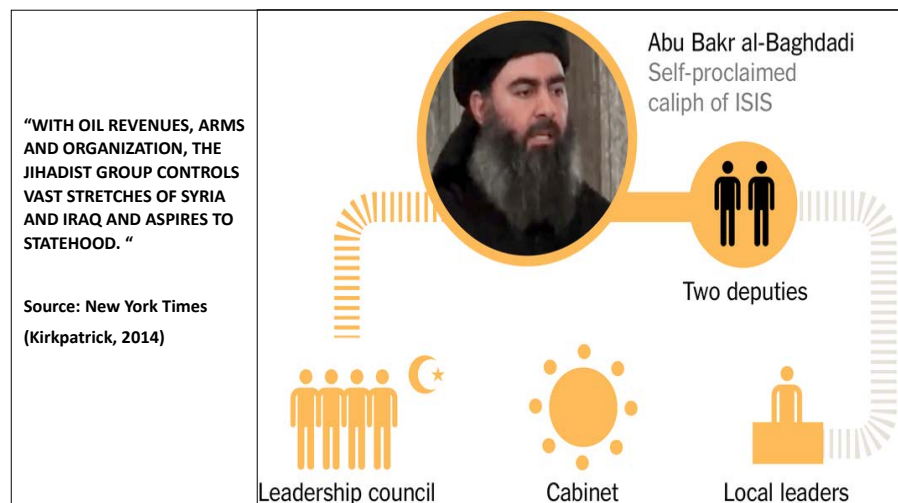 “WITH OIL REVENUES, ARMS
AND ORGANIZATION, THE
JIHADIST GROUP CONTROLS
VAST STRETCHES OF SYRIA
AND IRAQ AND ASPIRES TO
STATEHOOD. “
Source: New York Times
(Kirkpatrick, 2014)
Abu Bakr al-Baghdadi
Self-proclaimed
caliph of ISIS
Two deputies
Leadership council
Cabinet
Local leaders